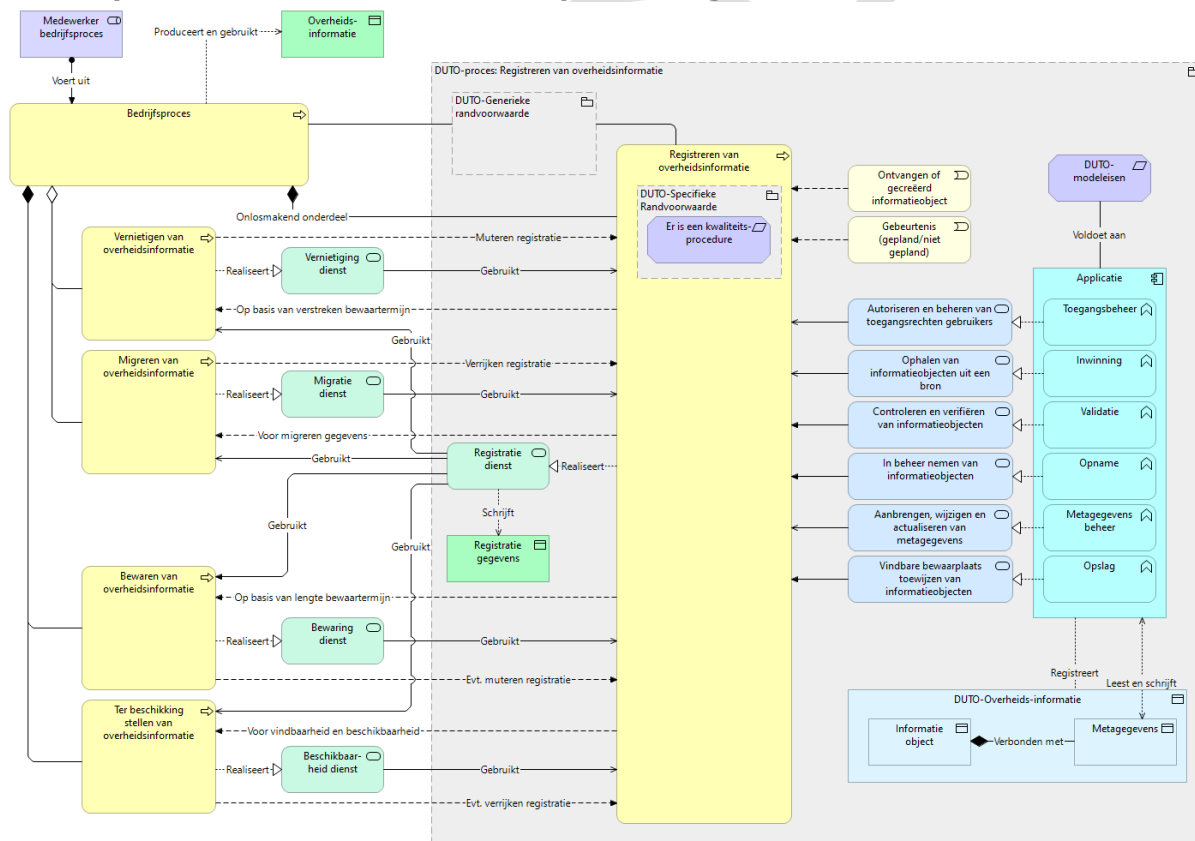 Medewerker
bedrijfsproces
Produceert en gebruikt
Overheids-
informatie
Voert uit
Bedrijfsproces
DUTO-proces: Registreren van overheidsinformatie
DUTO-Generieke
randvoorwaarde
Registreren van
overheidsinformatie
DUTO-Specifieke
Randvoorwaarde
Er is een kwaliteits-
procedure
Ontvangen of
gecreëerd
informatieobject
Gebeurtenis
(gepland/niet
gepland)
DUTO-
modeleisen
Voldoet aan
Onlosmakend onderdeel
Vernietigen van
overheidsinformatie
Muteren registratie
Realiseert
Vernietiging
dienst
Gebruikt
Op basis van verstreken bewaartermijn
Gebruikt
Migreren van
overheidsinformatie
Verrijken registratie
Realiseert
Migratie
dienst
Gebruikt
Voor migreren gegevens
Gebruikt
Registratie
dienst
Realiseert
Schrijft
Registratie
gegevens
Gebruikt
Gebruikt
Bewaren van
overheidsinformatie
Op basis van lengte bewaartermijn
Realiseert
Bewaring
dienst
Gebruikt
Evt. muteren registratie
Ter beschikking
stellen van
overheidsinformatie
Voor vindbaarheid en beschikbaarheid
Realiseert
Beschikbaar-
heid dienst
Gebruikt
Evt. verrijken registratie
Applicatie
Autoriseren en beheren van
toegangsrechten gebruikers
Toegangsbeheer
Ophalen van
informatieobjecten uit een
bron
Inwinning
Controleren en verifiëren
van informatieobjecten
Validatie
In beheer nemen van
informatieobjecten
Opname
Aanbrengen, wijzigen en
actualiseren van
metagegevens
Metagegevens
beheer
Vindbare bewaarplaats
toewijzen van
informatieobjecten
Opslag
Registreert
Leest en schrijft
DUTO-Overheids-informatie
Informatie
object
Verbonden met
Metagegevens